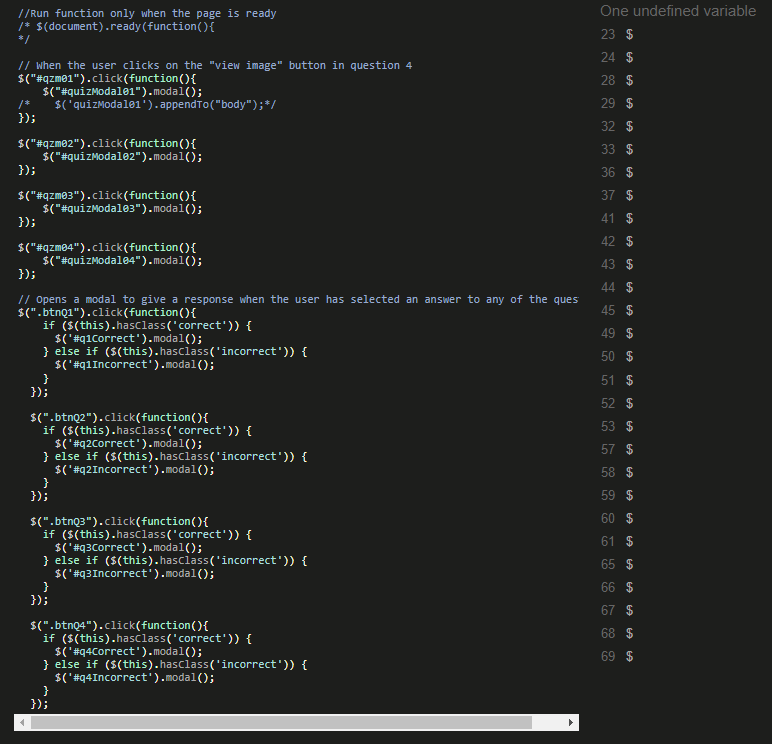 //Run function only when the page is ready
/* $(document).ready(function(){
*/
// When the user clicks on the "view image" button in question 4
$("#qzm01").click(function(){
$("#quizModal01").modal();
/* $('quizModal01').appendTo("body");*/
});
$("#qzm02").click(function(){
$("#quizModal02").modal();
});
$("#qzm03").click(function(){
$("#quizModal03").modal();
});
$("#qzm04").click(function(){
$("#quizModal04").modal();
});
// Opens a modal to give a response when the user has selected an answer to any of the ques
$(".btnQ1").click(function(){
if ($(this).hasClass('correct')) {
$('#q1Correct').modal();
} else if ($(this).hasClass('incorrect')) {
$('#q1Incorrect').modal();
}
});
$(".btnQ2").click(function(){
if ($(this).hasClass('correct')) {
$('#q2Correct').modal();
} else if ($(this).hasClass('incorrect')) {
$('#q2Incorrect').modal();
}
});
$(".btnQ3").click(function(){
if ($(this).hasClass('correct')) {
$('#q3Correct').modal();
} else if ($(this).hasClass('incorrect')) {
$('#q3Incorrect').modal();
}
});
$(".btnQ4").click(function(){
if ($(this).hasClass('correct')) {
$('#q4Correct').modal();
} else if ($(this).hasClass('incorrect')) {
$('#q4Incorrect').modal();
}
});
One undefined variable
23 $
24 $
28 $
29 $
32 $
33 $
36 $
37 $
41 $
42 $
43 $
44 $
45 $
49 $
50 $
51 $
52 $
53 $
57 $
58 $
59 $
60 $
61 $
65 $
66 $
67 $
68 $
69 $